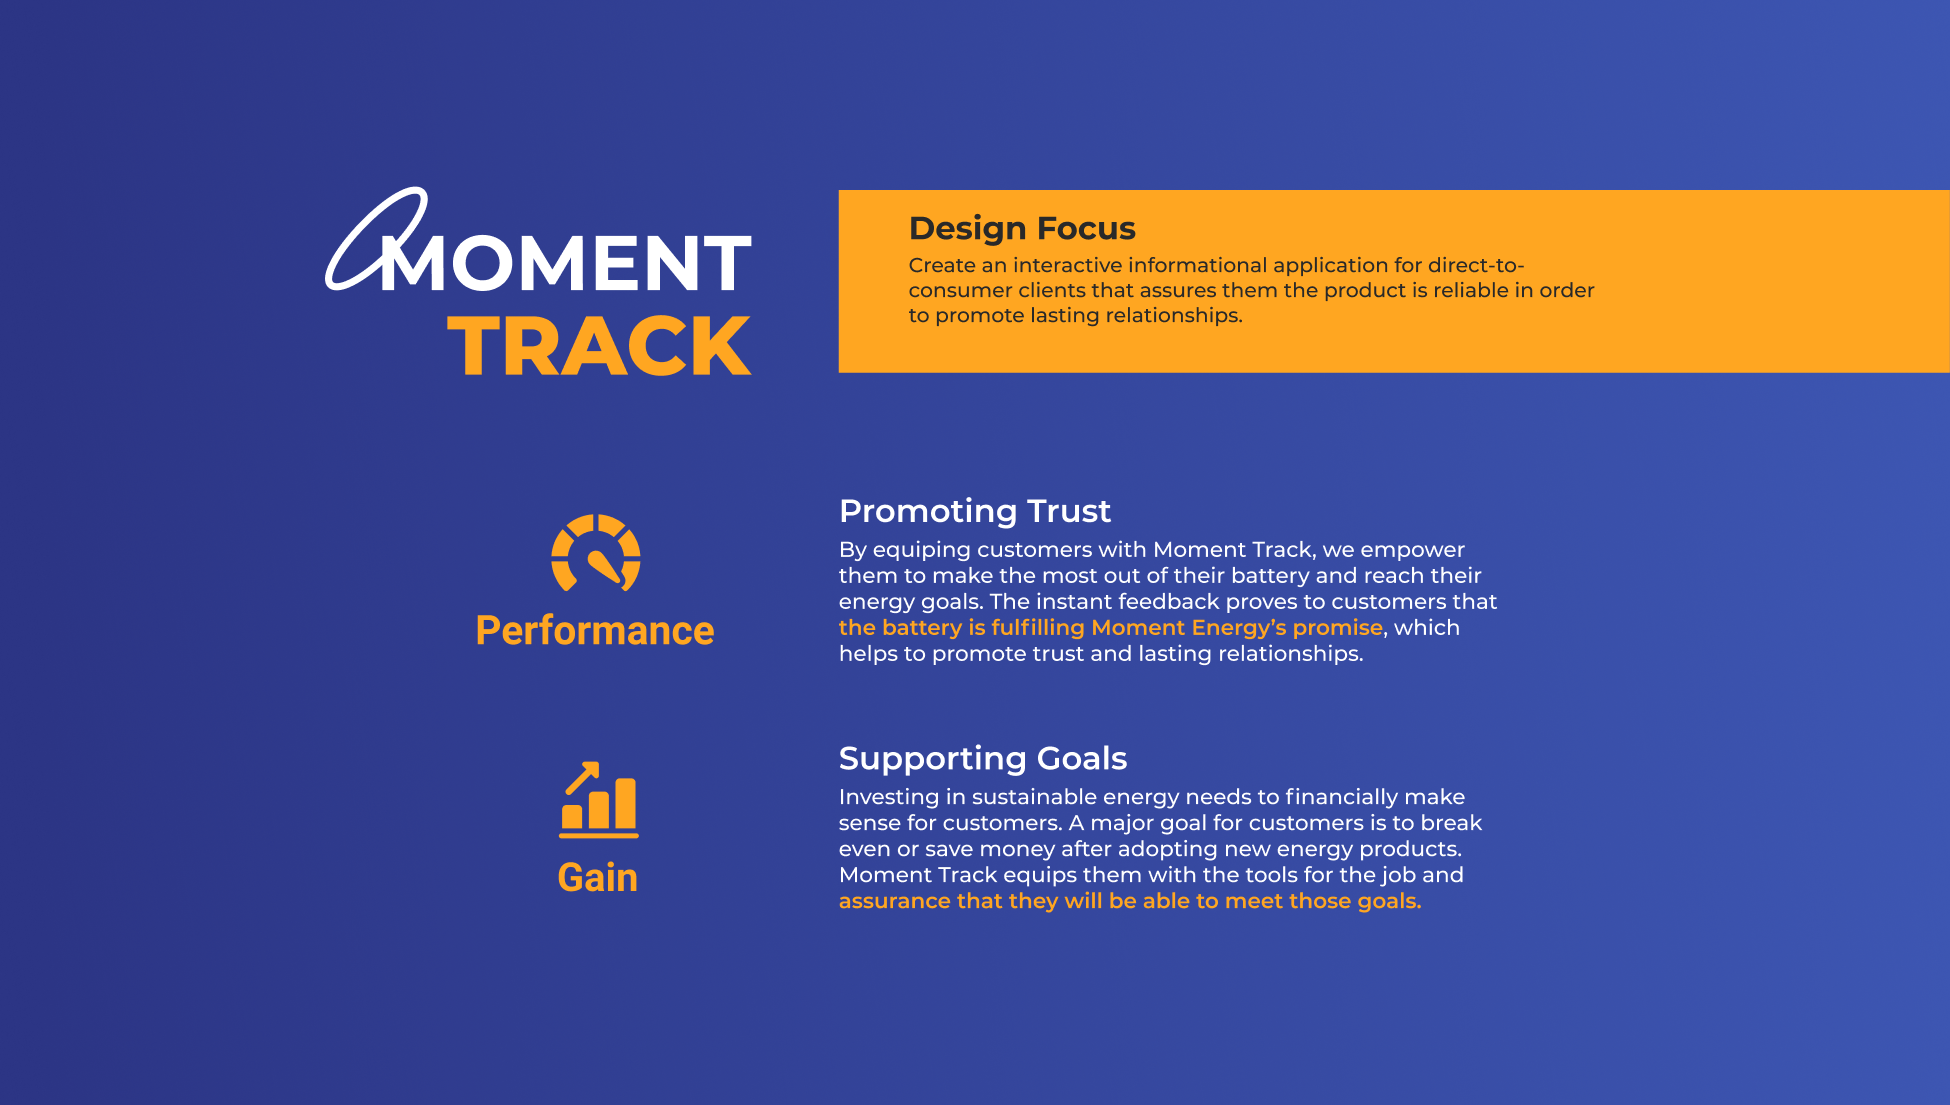 MOMENT
TRACK
Design Focus
Create an interactive informational application for direct-to-
consumer clients that assures them the product is reliable in order
to promote lasting relationships.
Performance
Promoting Trust
By equiping customers with Moment Track, we empower
them to make the most out of their battery and reach their
energy goals. The instant feedback proves to customers that
the battery is fulfilling Moment Energy’s promise, which
helps to promote trust and lasting relationships.
Gain
Supporting Goals
Investing in sustainable energy needs to financially make
sense for customers. A major goal for customers is to break
even or save money after adopting new energy products.
Moment Track equips them with the tools for the job and
assurance that they will be able to meet those goals.